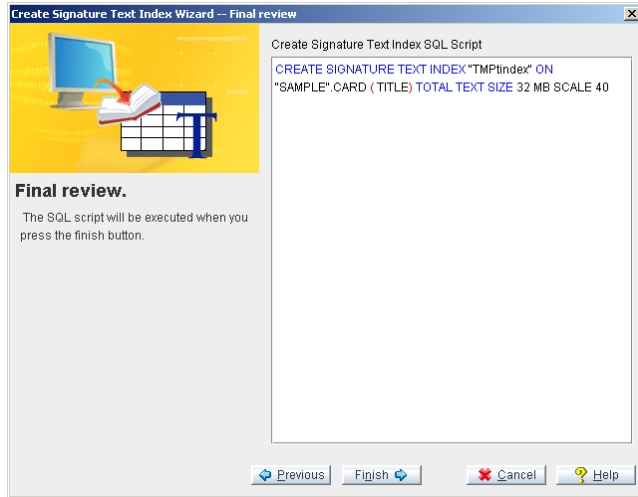 Create Signature Text Index Wizard -- Final review
Create Signature Text Index SQL Script
CREATE SIGNATURE TEXT INDEX "TMPtindex" ON
"SAMPLE".CARD ( TITLE) TOTAL TEXT SIZE 32 MB SCALE 40
T
Final review.
The SQL script will be executed when you
press the finish button.
Previous Finish Cancel Help